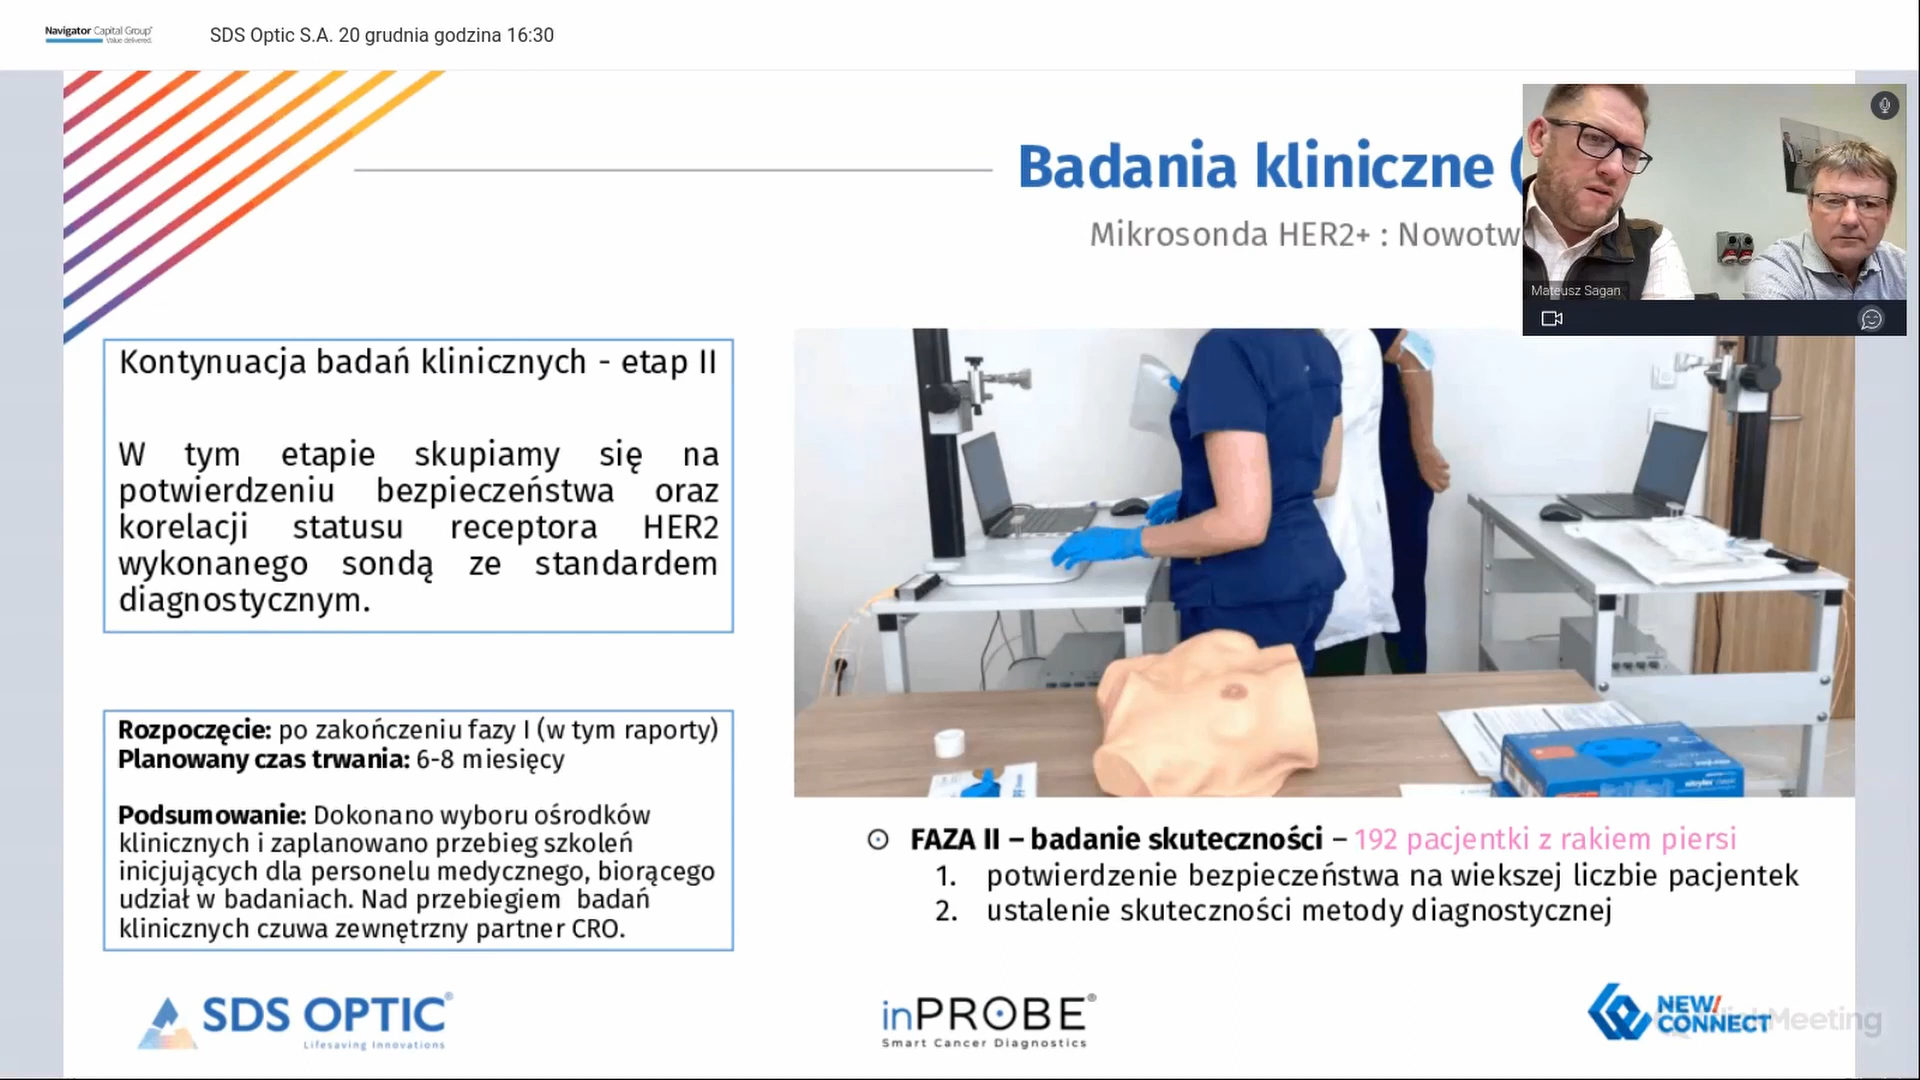 Navigator Capital Group
Value delivered.
SDS Optic S.A. 20 grudnia godzina 16:30
Badania kliniczne (
Mikrosonda HER2+ : Nowotw
Mateusz Sagan
Kontynuacja badań klinicznych - etap II
W tym etapie skupiamy się na
potwierdzeniu bezpieczeństwa oraz
korelacji statusu receptora HER2
wykonanego sondą ze standardem
diagnostycznym.
Rozpoczęcie: po zakończeniu fazy I (w tym raporty)
Planowany czas trwania: 6-8 miesięcy
Podsumowanie: Dokonano wyboru ośrodków
klinicznych i zaplanowano przebieg szkoleń
inicjujących dla personelu medycznego, biorącego
udział w badaniach. Nad przebiegiem badań
klinicznych czuwa zewnętrzny partner CRO.
FAZA II – badanie skuteczności – 192 pacjentki z rakiem piersi
1. potwierdzenie bezpieczeństwa na wiekszej liczbie pacjentek
2. ustalenie skuteczności metody diagnostycznej
SDS OPTIC®
Lifesaving Innovations
inPROBE®
Smart Cancer Diagnostics
NEW/
CONNECT
Meeting